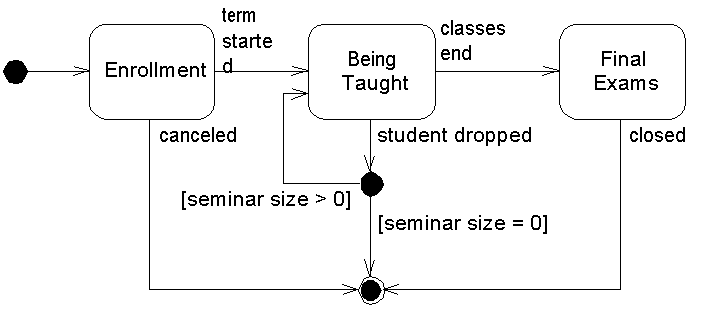 term
starte
d
Enrollment
Being
Taught
classes
end
Final
Exams
canceled
student dropped
closed
[seminar size > 0]
[seminar size = 0]